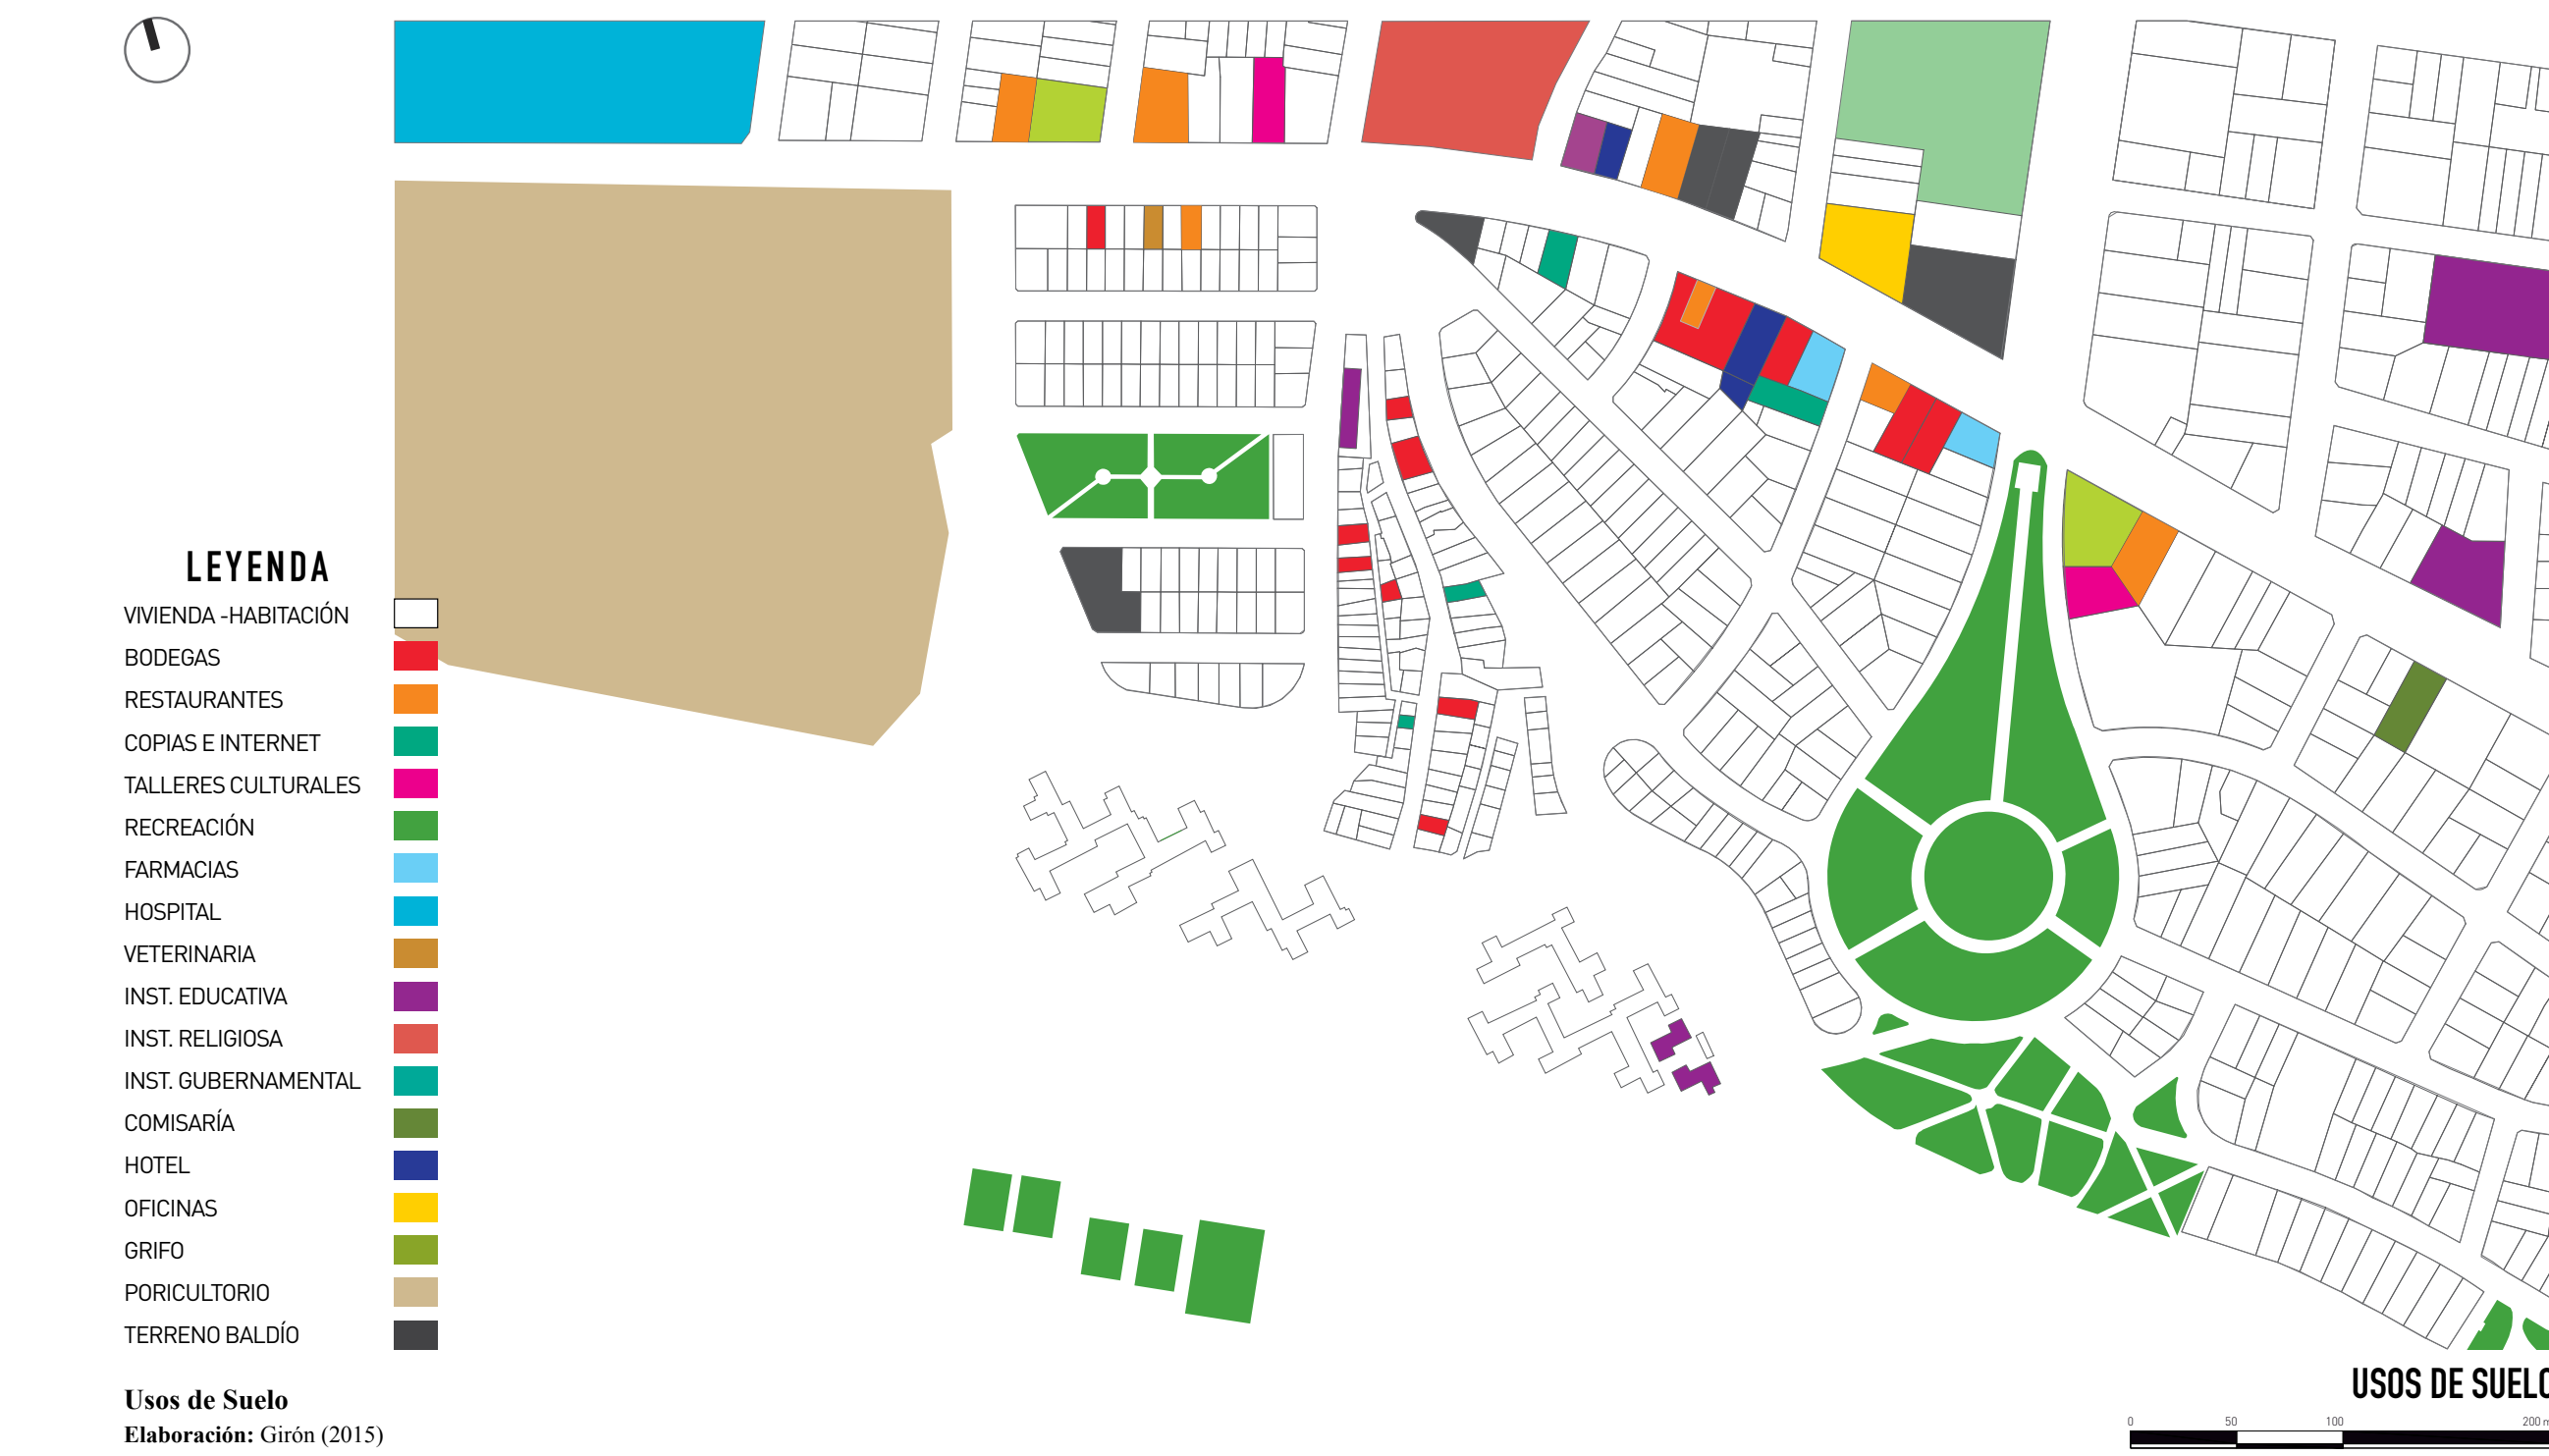 LEYENDA
VIVIENDA -HABITACIÓN
BODEGAS
RESTAURANTES
COPIAS E INTERNET
TALLERES CULTURALES
RECREACIÓN
FARMACIAS
HOSPITAL
VETERINARIA
INST. EDUCATIVA
INST. RELIGIOSA
INST. GUBERNAMENTAL
COMISARÍA
HOTEL
OFICINAS
GRIFO
PORICULTORIO
TERRENO BALDÍO
Usos de Suelo
Elaboración: Girón (2015)
USOS DE SUELO
0 50 100 200 m